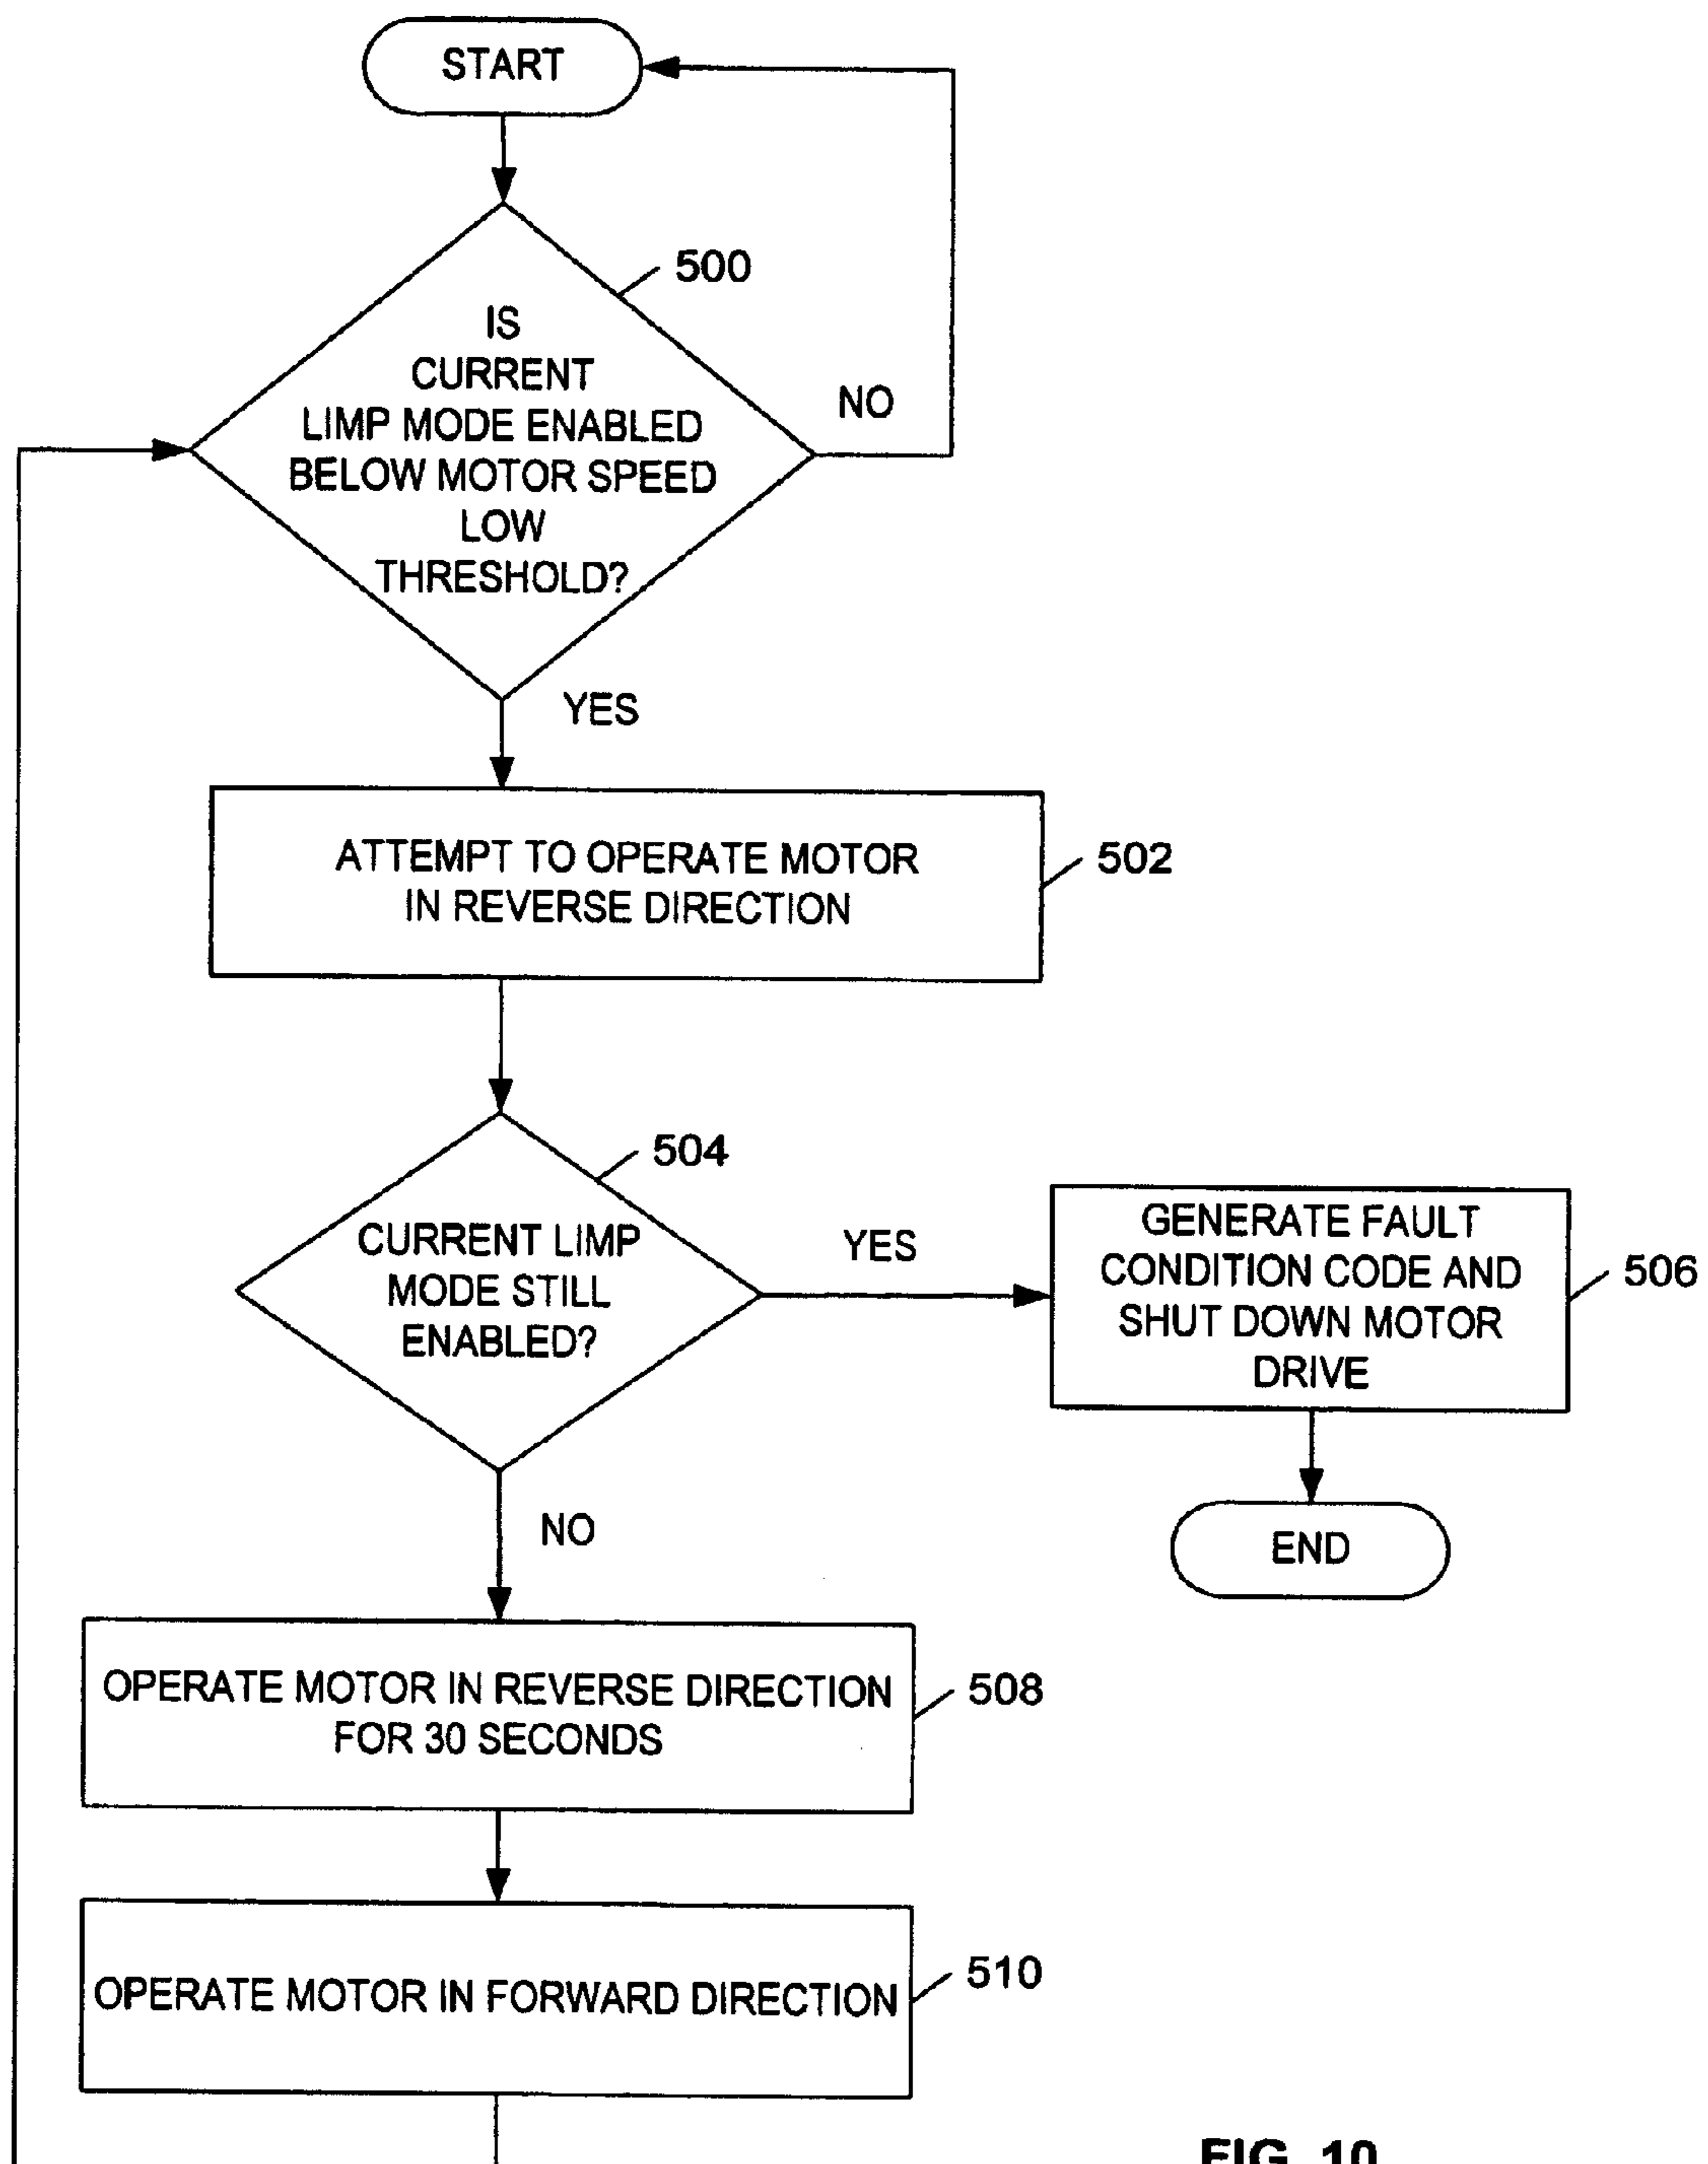 START
500
IS
CURRENT
LIMP MODE ENABLED
BELOW MOTOR SPEED
LOW
THRESHOLD?
NO
YES
ATTEMPT TO OPERATE MOTOR
IN REVERSE DIRECTION
502
504
CURRENT LIMP
MODE STILL
ENABLED?
YES
GENERATE FAULT
CONDITION CODE AND
SHUT DOWN MOTOR
DRIVE
506
END
NO
OPERATE MOTOR IN REVERSE DIRECTION
FOR 30 SECONDS
508
OPERATE MOTOR IN FORWARD DIRECTION
510
FIG. 10